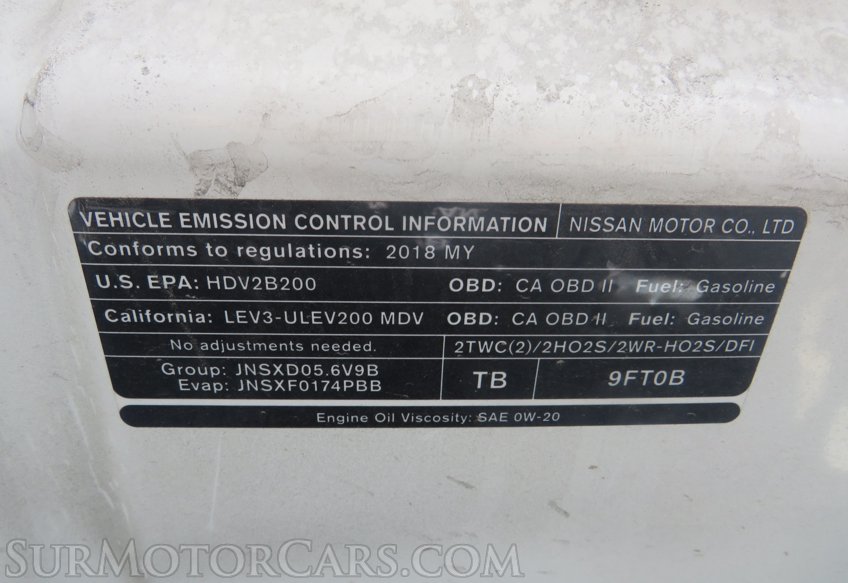 VEHICLE EMISSION CONTROL INFORMATION NISSAN MOTOR CO., LTD
Conforms to regulations: 2018 MY
U.S. EPA: HDV2B200 OBD: CA OBD II Fuel: Gasoline
California: LEV3-ULEV200 MDV OBD: CA OBD II Fuel: Gasoline
No adjustments needed. 2TWC(2)/2HO2S/2WR-HO2S/DFI
Group: JNSXD05.6V9B
Evap: JNSXF0174PBB
TB 9FT0B
Engine Oil Viscosity: SAE 0W-20
SurMotorCars.com